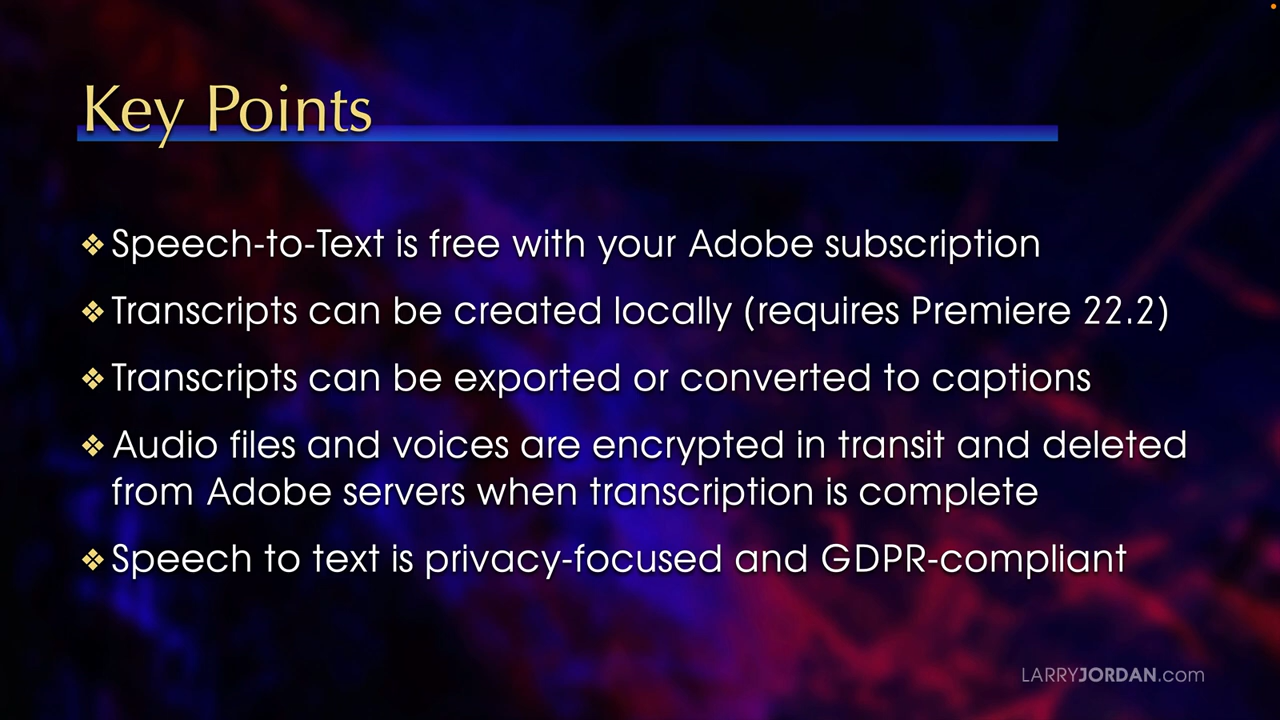 Key Points
❖ Speech-to-Text is free with your Adobe subscription
❖ Transcripts can be created locally (requires Premiere 22.2)
❖ Transcripts can be exported or converted to captions
❖ Audio files and voices are encrypted in transit and deleted
from Adobe servers when transcription is complete
❖ Speech to text is privacy-focused and GDPR-compliant
LARRYJORDAN.com